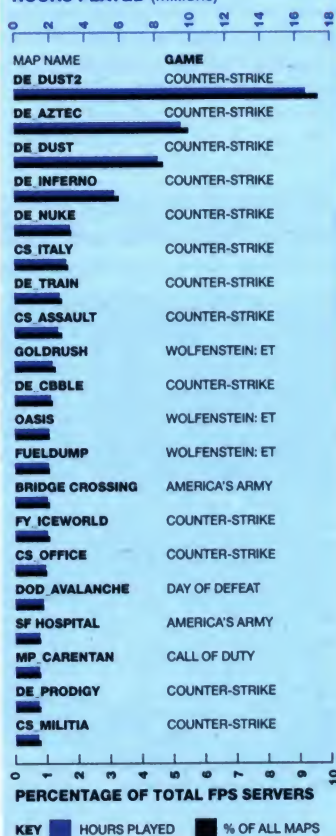 HOURS PLAYED (millions)
0 2 4 6 8 10 12 14 16 18
MAP NAME GAME
DE_DUST2 COUNTER-STRIKE
DE_AZTEC COUNTER-STRIKE
DE_DUST COUNTER-STRIKE
DE_INFERNO COUNTER-STRIKE
DE_NUKE COUNTER-STRIKE
CS_ITALY COUNTER-STRIKE
DE_TRAIN COUNTER-STRIKE
CS_ASSAULT COUNTER-STRIKE
GOLDRUSH WOLFENSTEIN: ET
DE_CBBLE COUNTER-STRIKE
OASIS WOLFENSTEIN: ET
FUELDUMP WOLFENSTEIN: ET
BRIDGE CROSSING AMERICA'S ARMY
FY_ICEWORLD COUNTER-STRIKE
CS_OFFICE COUNTER-STRIKE
DOD_AVALANCHE DAY OF DEFEAT
SF HOSPITAL AMERICA'S ARMY
MP_CARENTAN CALL OF DUTY
DE_PRODIGY COUNTER-STRIKE
CS_MILITIA COUNTER-STRIKE
0 1 2 3 4 5 6 7 8 9 10
PERCENTAGE OF TOTAL FPS SERVERS
KEY HOURS PLAYED % OF ALL MAPS